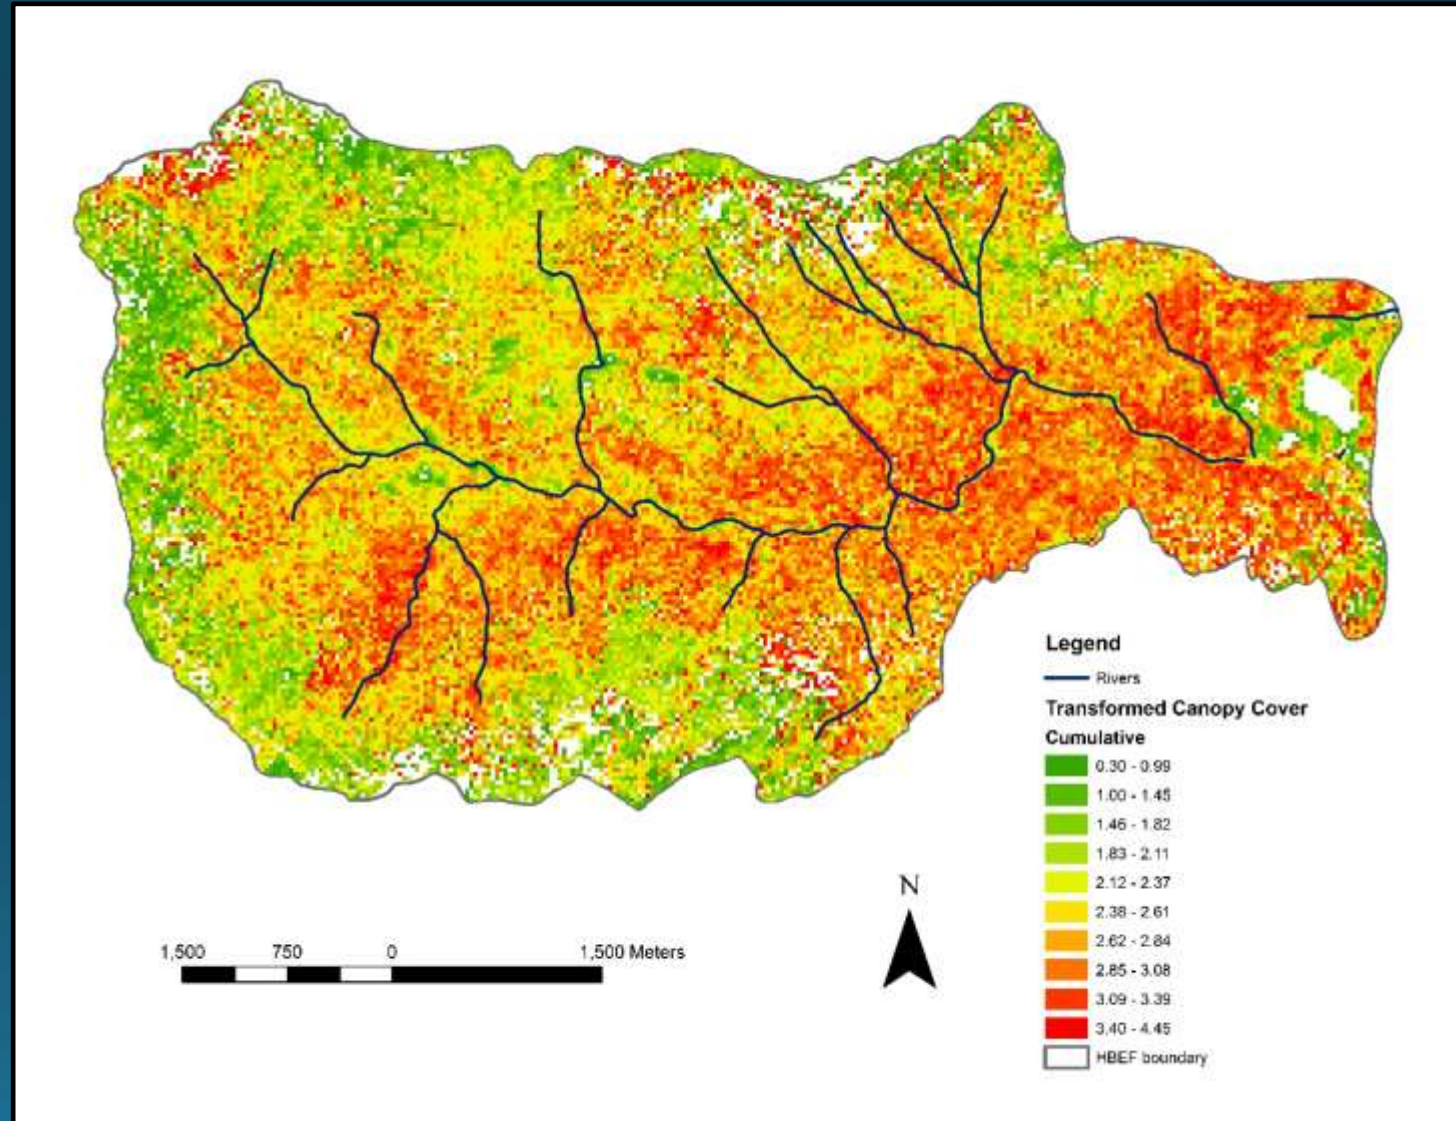 Legend
Rivers
Transformed Canopy Cover
Cumulative
0.30 - 0.99
1.00 - 1.45
1.46 - 1.82
1.83 - 2.11
2.12 - 2.37
2.38 - 2.61
2.62 - 2.84
2.85 - 3.08
3.09 - 3.39
3.40 - 4.45
HBEF boundary
N
1,500 750 0 1,500 Meters